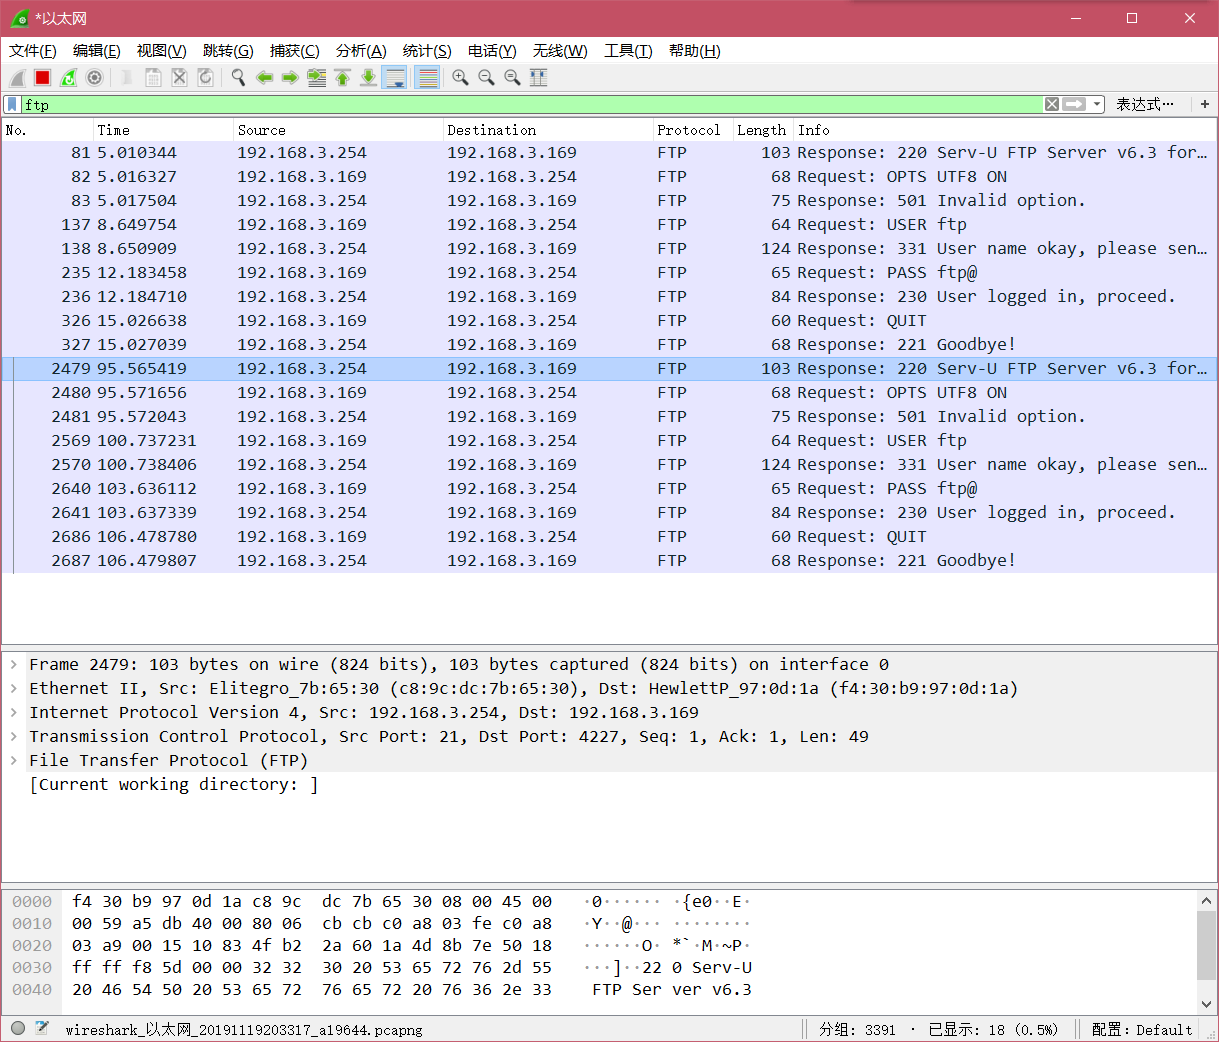 *以太网
文件(F) 编辑(E) 视图(V) 跳转(G) 捕获(C) 分析(A) 统计(S) 电话(Y) 无线(W) 工具(T) 帮助(H)
ftp 表达式… +
No. Time Source Destination Protocol Length Info
81 5.010344 192.168.3.254 192.168.3.169 FTP 103 Response: 220 Serv-U FTP Server v6.3 for…
82 5.016327 192.168.3.169 192.168.3.254 FTP 68 Request: OPTS UTF8 ON
83 5.017504 192.168.3.254 192.168.3.169 FTP 75 Response: 501 Invalid option.
137 8.649754 192.168.3.169 192.168.3.254 FTP 64 Request: USER ftp
138 8.650909 192.168.3.254 192.168.3.169 FTP 124 Response: 331 User name okay, please sen…
235 12.183458 192.168.3.169 192.168.3.254 FTP 65 Request: PASS ftp@
236 12.184710 192.168.3.254 192.168.3.169 FTP 84 Response: 230 User logged in, proceed.
326 15.026638 192.168.3.169 192.168.3.254 FTP 60 Request: QUIT
327 15.027039 192.168.3.254 192.168.3.169 FTP 68 Response: 221 Goodbye!
2479 95.565419 192.168.3.254 192.168.3.169 FTP 103 Response: 220 Serv-U FTP Server v6.3 for…
2480 95.571656 192.168.3.169 192.168.3.254 FTP 68 Request: OPTS UTF8 ON
2481 95.572043 192.168.3.254 192.168.3.169 FTP 75 Response: 501 Invalid option.
2569 100.737231 192.168.3.169 192.168.3.254 FTP 64 Request: USER ftp
2570 100.738406 192.168.3.254 192.168.3.169 FTP 124 Response: 331 User name okay, please sen…
2640 103.636112 192.168.3.169 192.168.3.254 FTP 65 Request: PASS ftp@
2641 103.637339 192.168.3.254 192.168.3.169 FTP 84 Response: 230 User logged in, proceed.
2686 106.478780 192.168.3.169 192.168.3.254 FTP 60 Request: QUIT
2687 106.479807 192.168.3.254 192.168.3.169 FTP 68 Response: 221 Goodbye!
Frame 2479: 103 bytes on wire (824 bits), 103 bytes captured (824 bits) on interface 0
Ethernet II, Src: Elitegro_7b:65:30 (c8:9c:dc:7b:65:30), Dst: HewlettP_97:0d:1a (f4:30:b9:97:0d:1a)
Internet Protocol Version 4, Src: 192.168.3.254, Dst: 192.168.3.169
Transmission Control Protocol, Src Port: 21, Dst Port: 4227, Seq: 1, Ack: 1, Len: 49
File Transfer Protocol (FTP)
[Current working directory: ]
0000 f4 30 b9 97 0d 1a c8 9c dc 7b 65 30 08 00 45 00 ·0······ ·{e0··E·
0010 00 59 a5 db 40 00 80 06 cb cb c0 a8 03 fe c0 a8 ·Y··@··· ········
0020 03 a9 00 15 10 83 4f b2 2a 60 1a 4d 8b 7e 50 18 ······O· *`·M·~P·
0030 ff ff f8 5d 00 00 32 32 30 20 53 65 72 76 2d 55 ···]··22 0 Serv-U
0040 20 46 54 50 20 53 65 72 76 65 72 20 76 36 2e 33 FTP Ser ver v6.3
wireshark_以太网_20191119203317_a19644.pcapng 分组: 3391 · 已显示: 18 (0.5%) 配置: Default